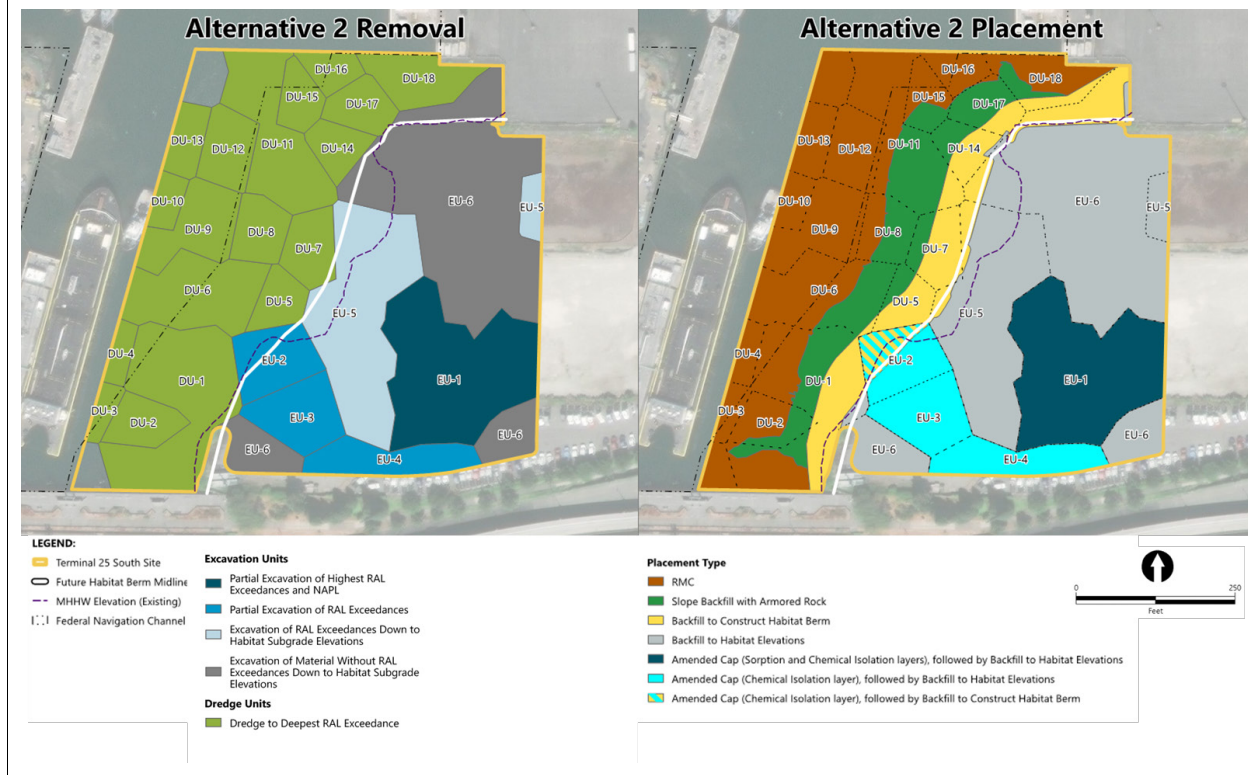 Alternative 2 Removal
DU-16
DU-18
DU-15
DU-17
DU-13
DU-12
DU-11
DU-14
DU-10
EU-6
EU-5
DU-9
DU-8
DU-7
DU-6
DU-5
EU-5
DU-4
EU-2
DU-1
EU-1
DU-3
DU-2
EU-3
EU-6
EU-6
EU-4
Alternative 2 Placement
DU-16
DU-18
DU-15
DU-17
DU-13
DU-12
DU-11
DU-14
DU-10
EU-6
EU-5
DU-9
DU-8
DU-7
DU-6
DU-5
EU-5
DU-4
EU-2
DU-1
EU-1
DU-3
DU-2
EU-3
EU-6
EU-6
EU-4
LEGEND:
Terminal 25 South Site
Future Habitat Berm Midline
MHHW Elevation (Existing)
Federal Navigation Channel
Excavation Units
Partial Excavation of Highest RAL
Exceedances and NAPL
Partial Excavation of RAL Exceedances
Excavation of RAL Exceedances Down to
Habitat Subgrade Elevations
Excavation of Material Without RAL
Exceedances Down to Habitat Subgrade
Elevations
Dredge Units
Dredge to Deepest RAL Exceedance
Placement Type
RMC
Slope Backfill with Armored Rock
Backfill to Construct Habitat Berm
Backfill to Habitat Elevations
Amended Cap (Sorption and Chemical Isolation layers), followed by Backfill to Habitat Elevations
Amended Cap (Chemical Isolation layer), followed by Backfill to Habitat Elevations
Amended Cap (Chemical Isolation layer), followed by Backfill to Construct Habitat Berm
0 250
Feet